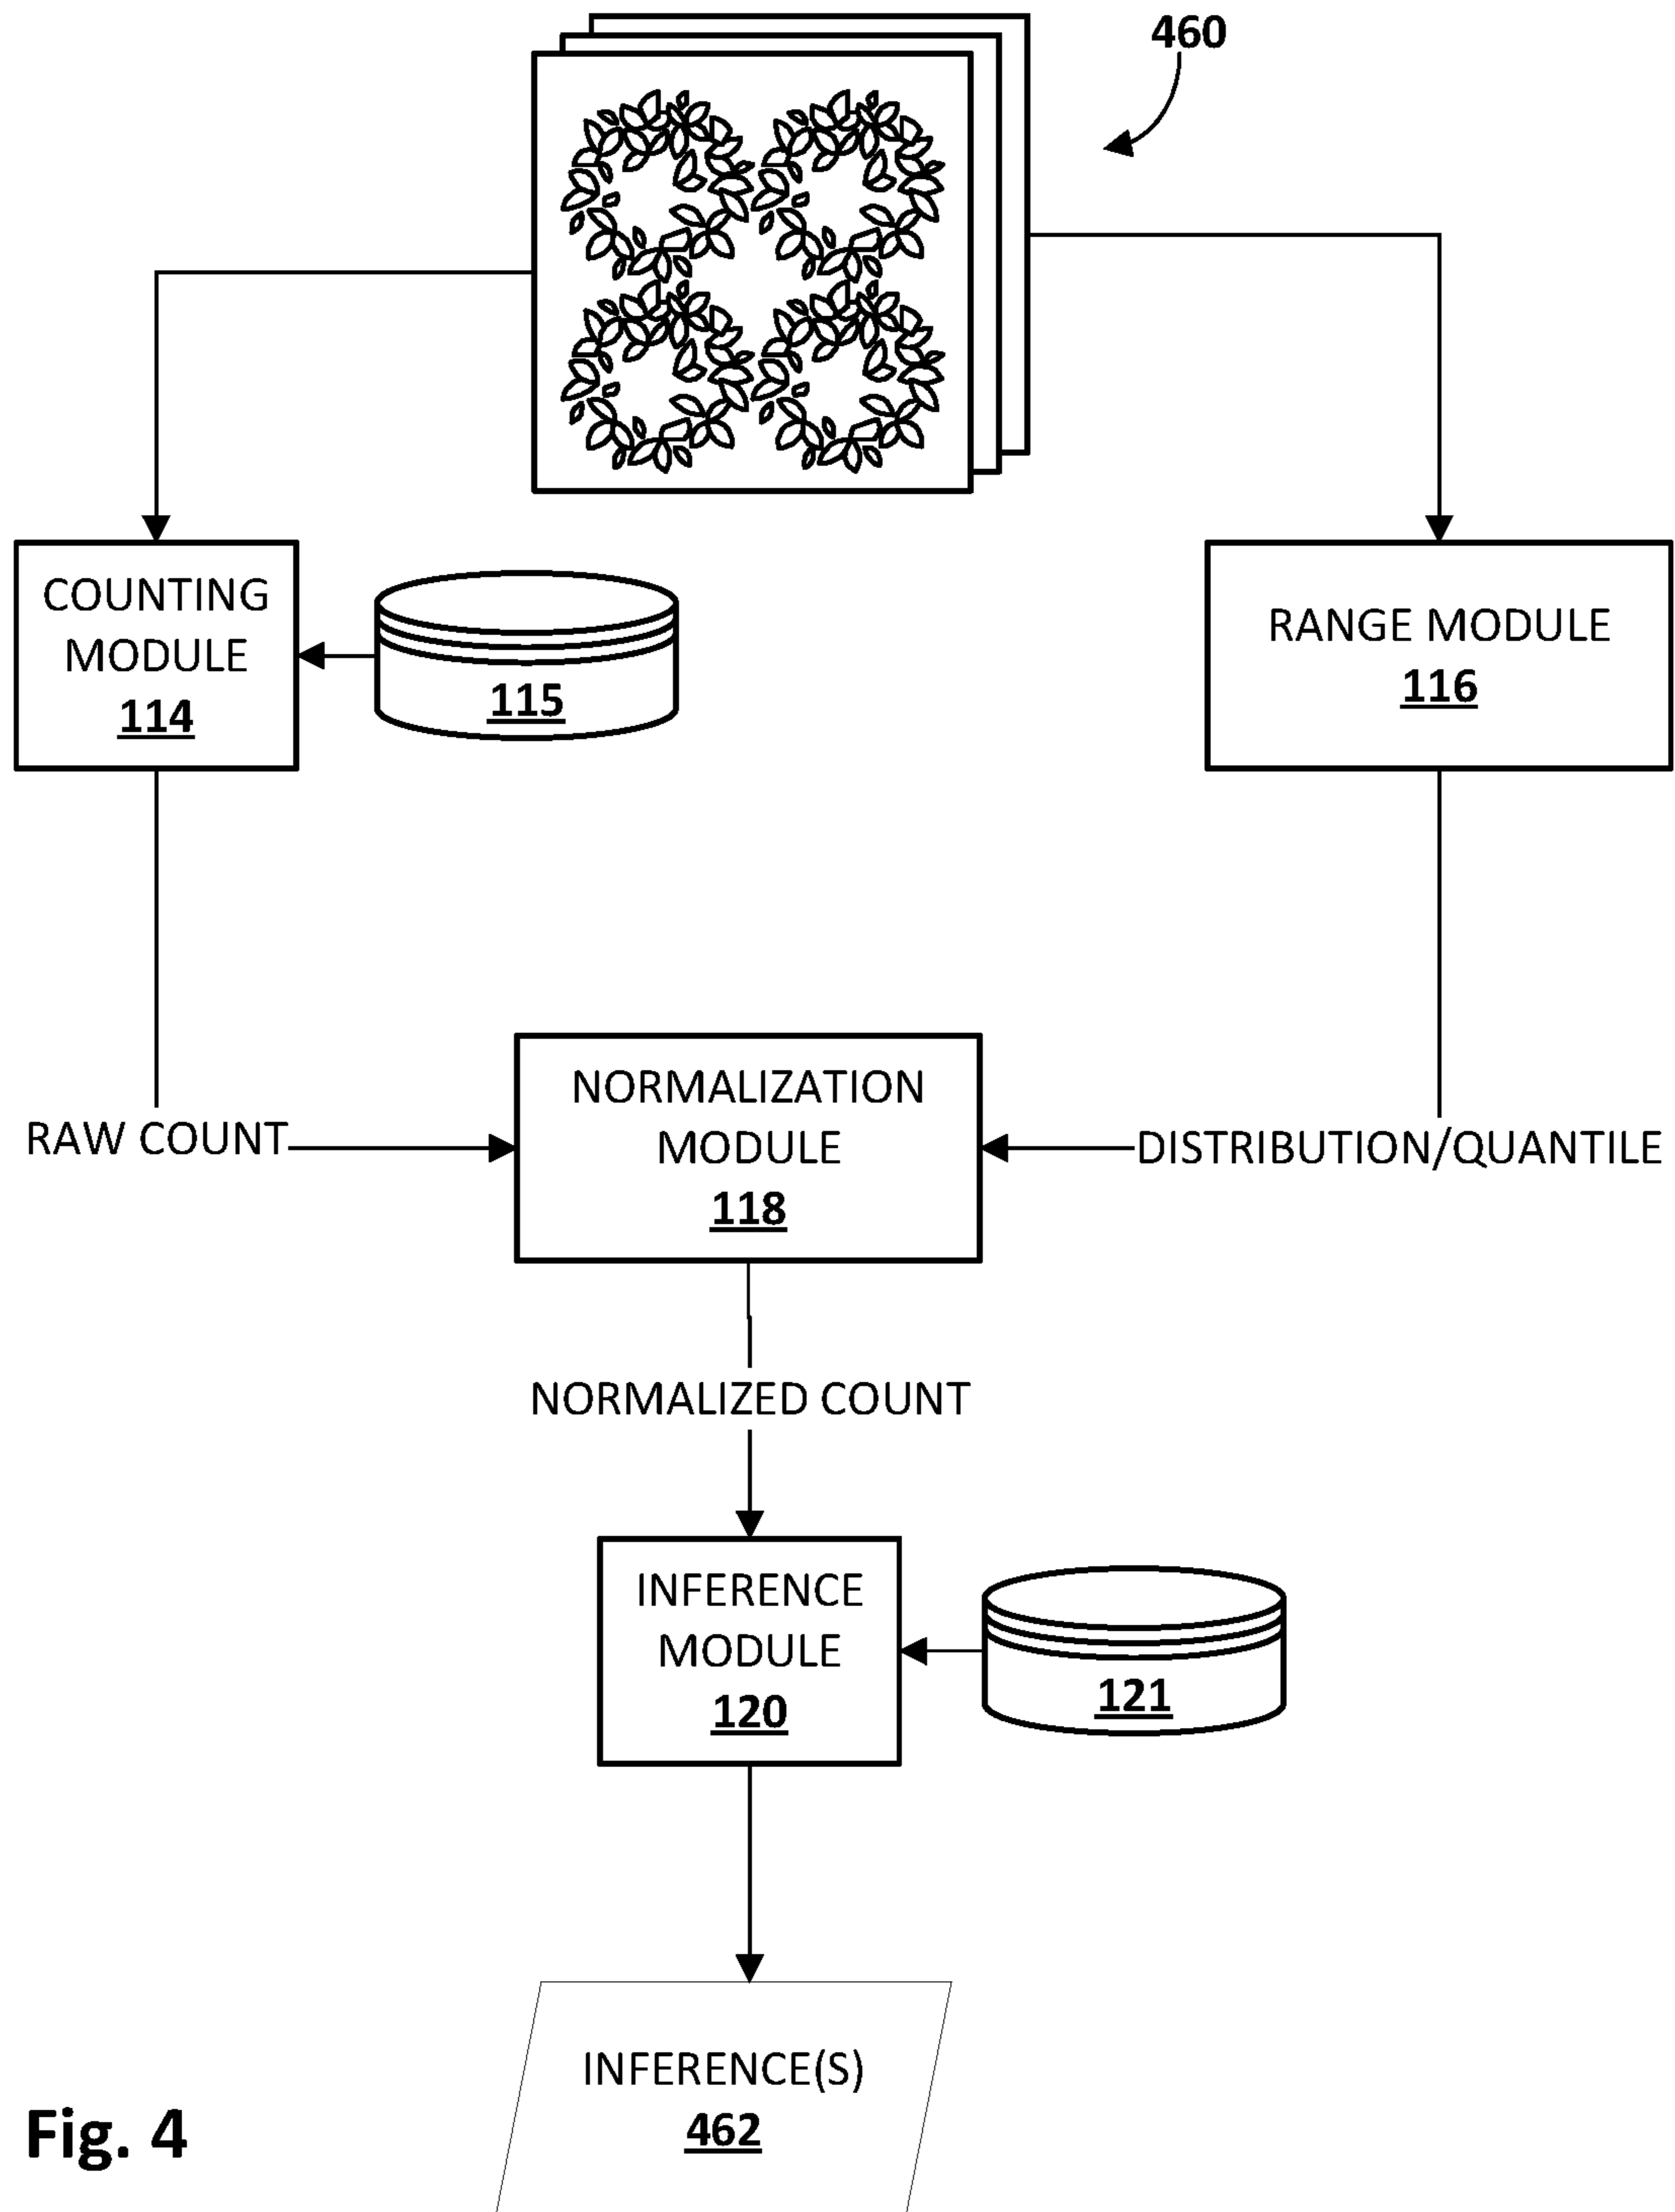 460
COUNTING
MODULE
114
115
RANGE MODULE
116
RAW COUNT
NORMALIZATION
MODULE
118
DISTRIBUTION/QUANTILE
NORMALIZED COUNT
INFERENCE
MODULE
120
121
INFERENCE(S)
462
Fig. 4